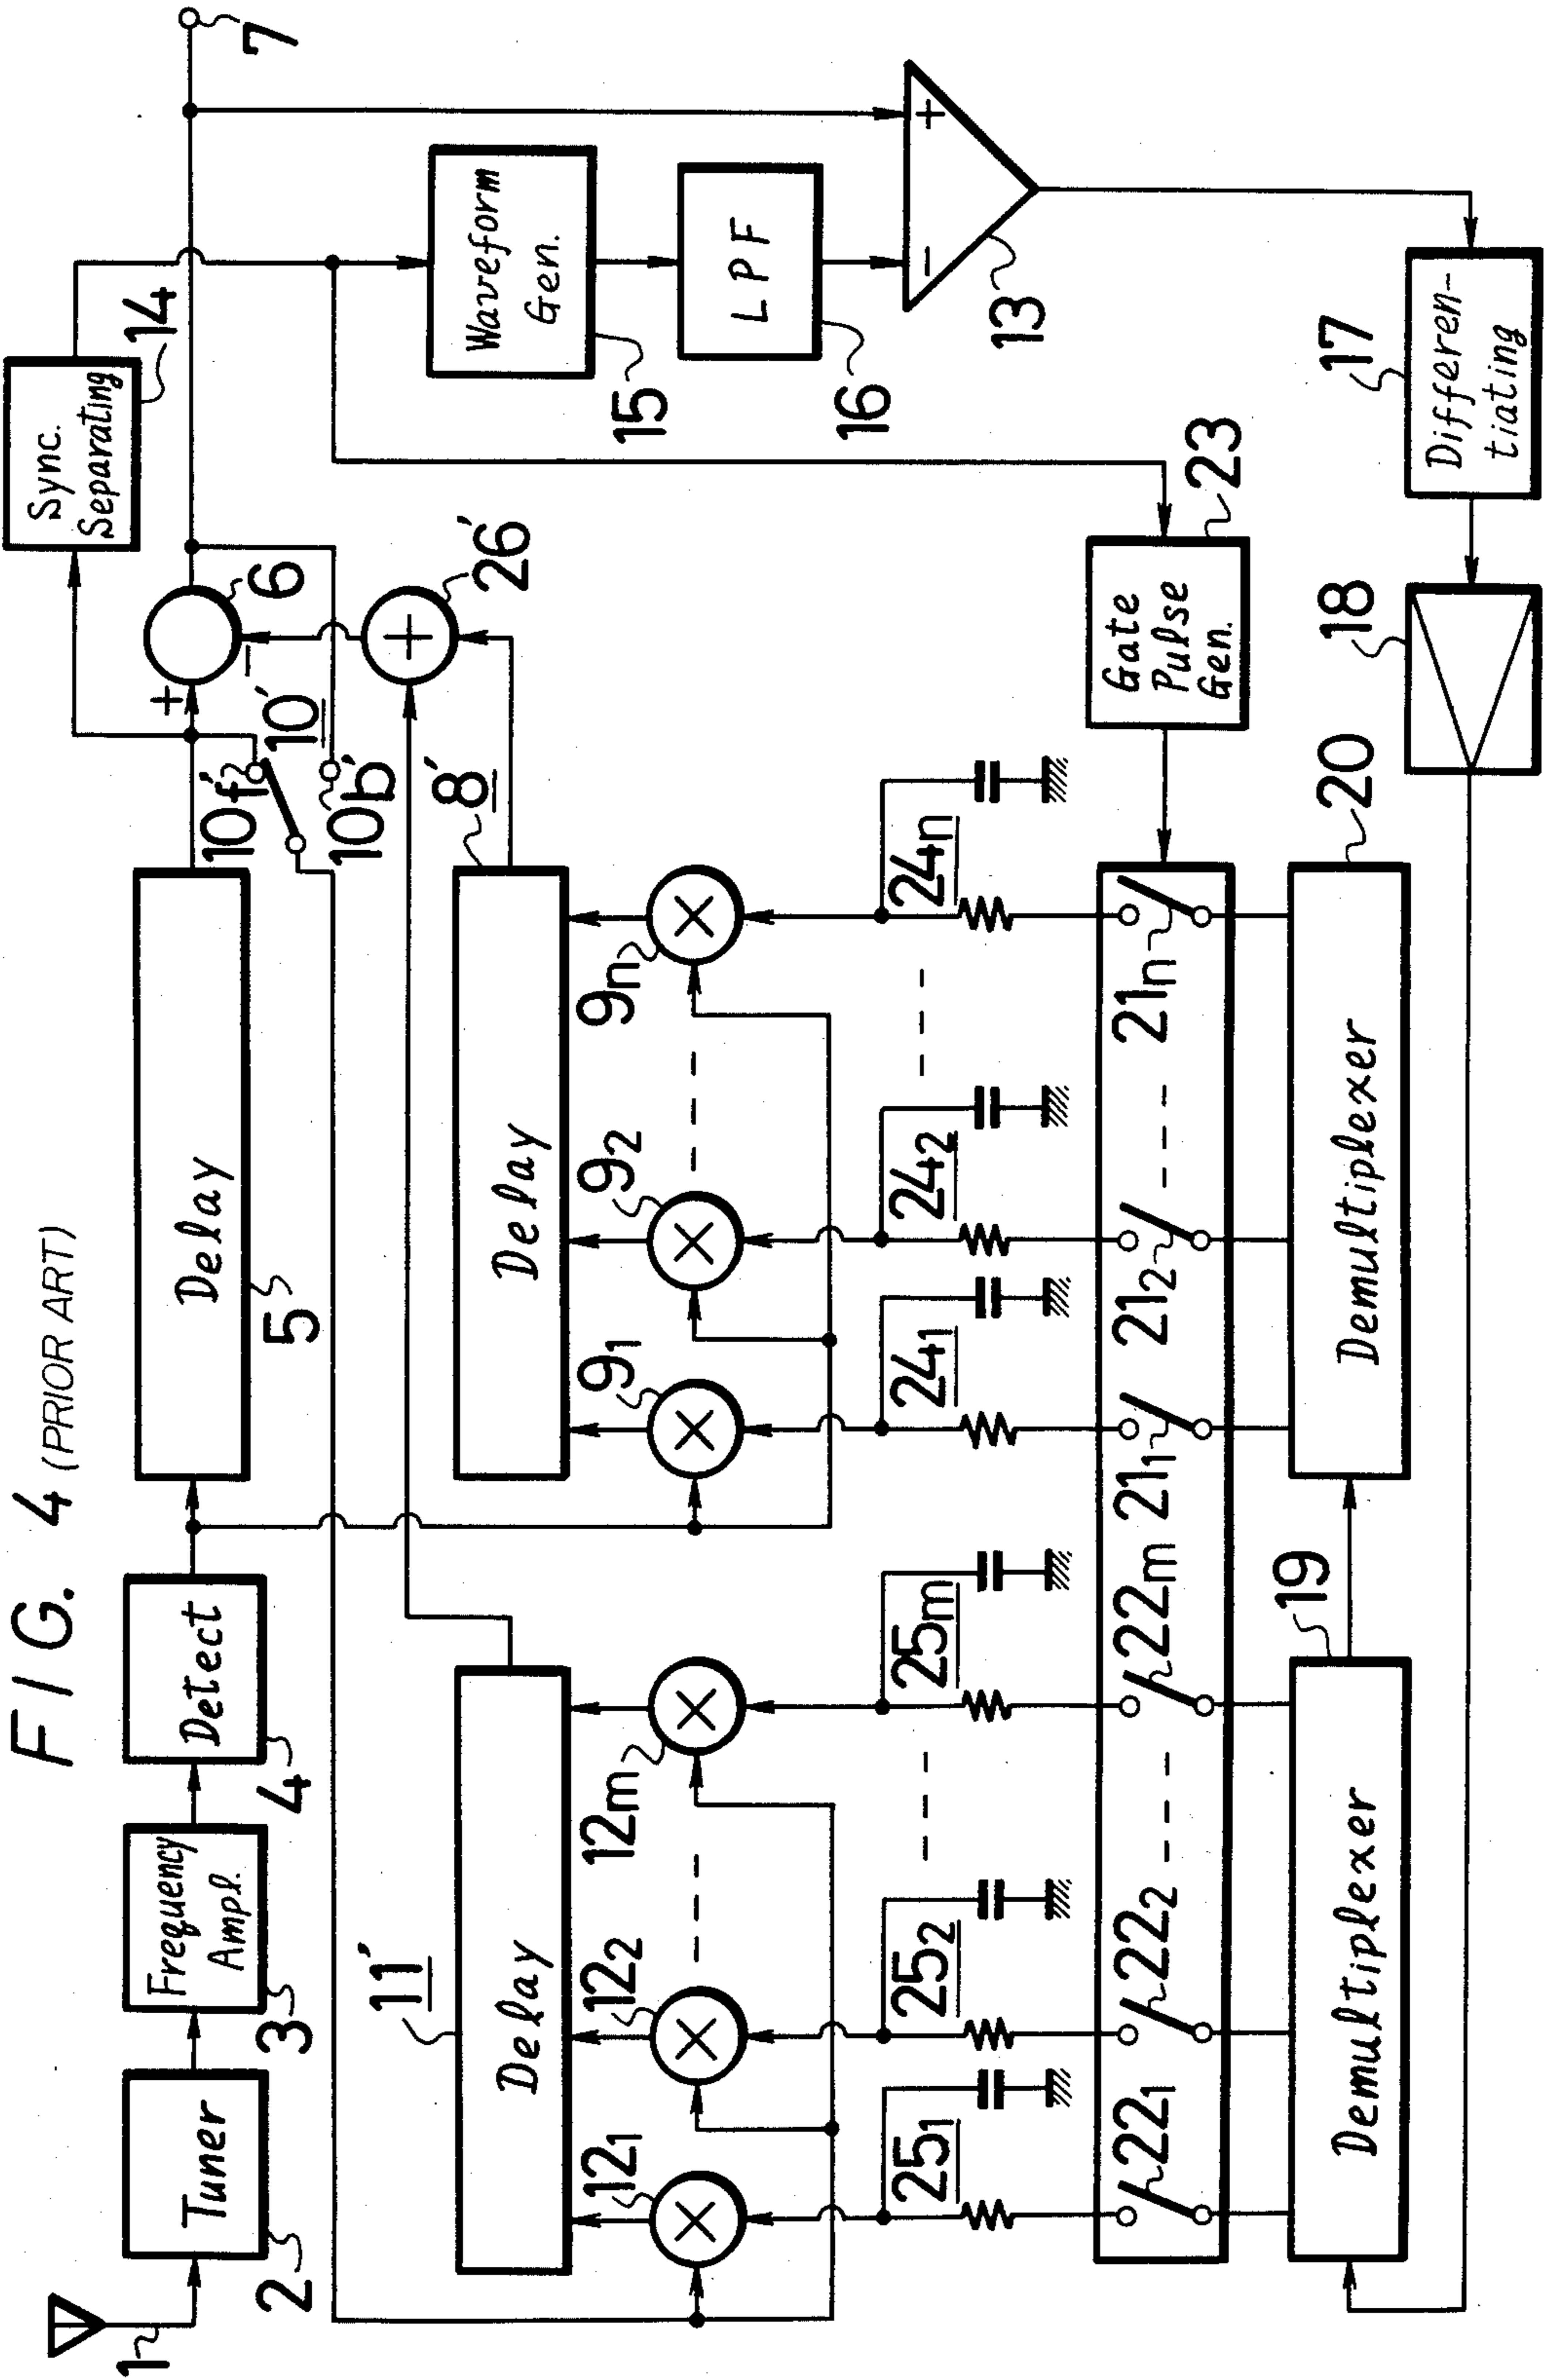 FIG. 4 (PRIOR ART)
1
Tuner
2
Frequency
Ampl.
3
Detect
4
Delay
5
+
-
6
Sync.
Separating
14
7
10f'
10'
10b'
+
26'
11'
Delay
8'
Delay
Waveform
Gen.
15
LPF
16
+
-
13
12₁
×
12₂
×
12m
×
9₁
×
9₂
×
9n
×
25₁
25₂
25m
24₁
24₂
24n
22₁
22₂
22m
21₁
21₂
21n
Gate
Pulse
Gen.
23
Demultiplexer
19
Demultiplexer
20
18
Differen-
tiating
17